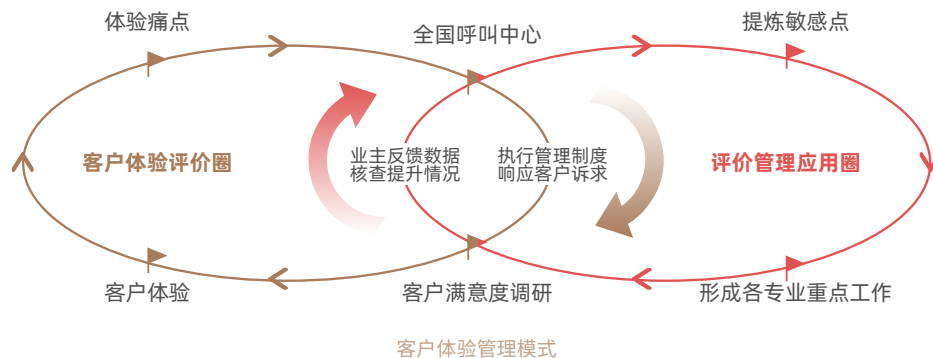 体验痛点
全国呼叫中心
提炼敏感点
客户体验评价圈
业主反馈数据
核查提升情况
执行管理制度
响应客户诉求
评价管理应用圈
客户体验
客户满意度调研
形成各专业重点工作
客户体验管理模式